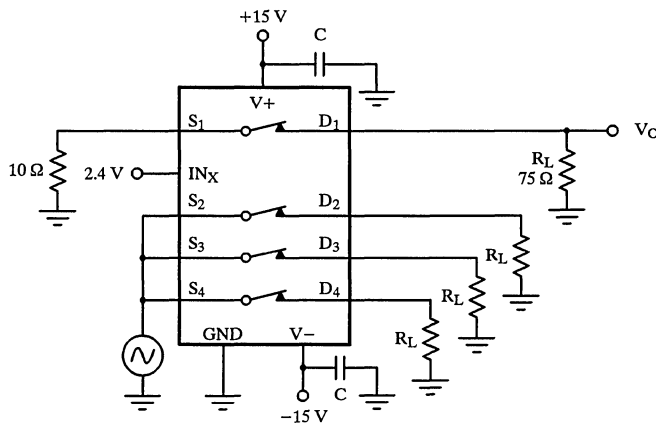 +15 V
C
V+
S1
D1
VO
10 Ω
2.4 V
INX
RL
75 Ω
S2
D2
S3
D3
RL
S4
D4
RL
RL
GND
V−
C
−15 V